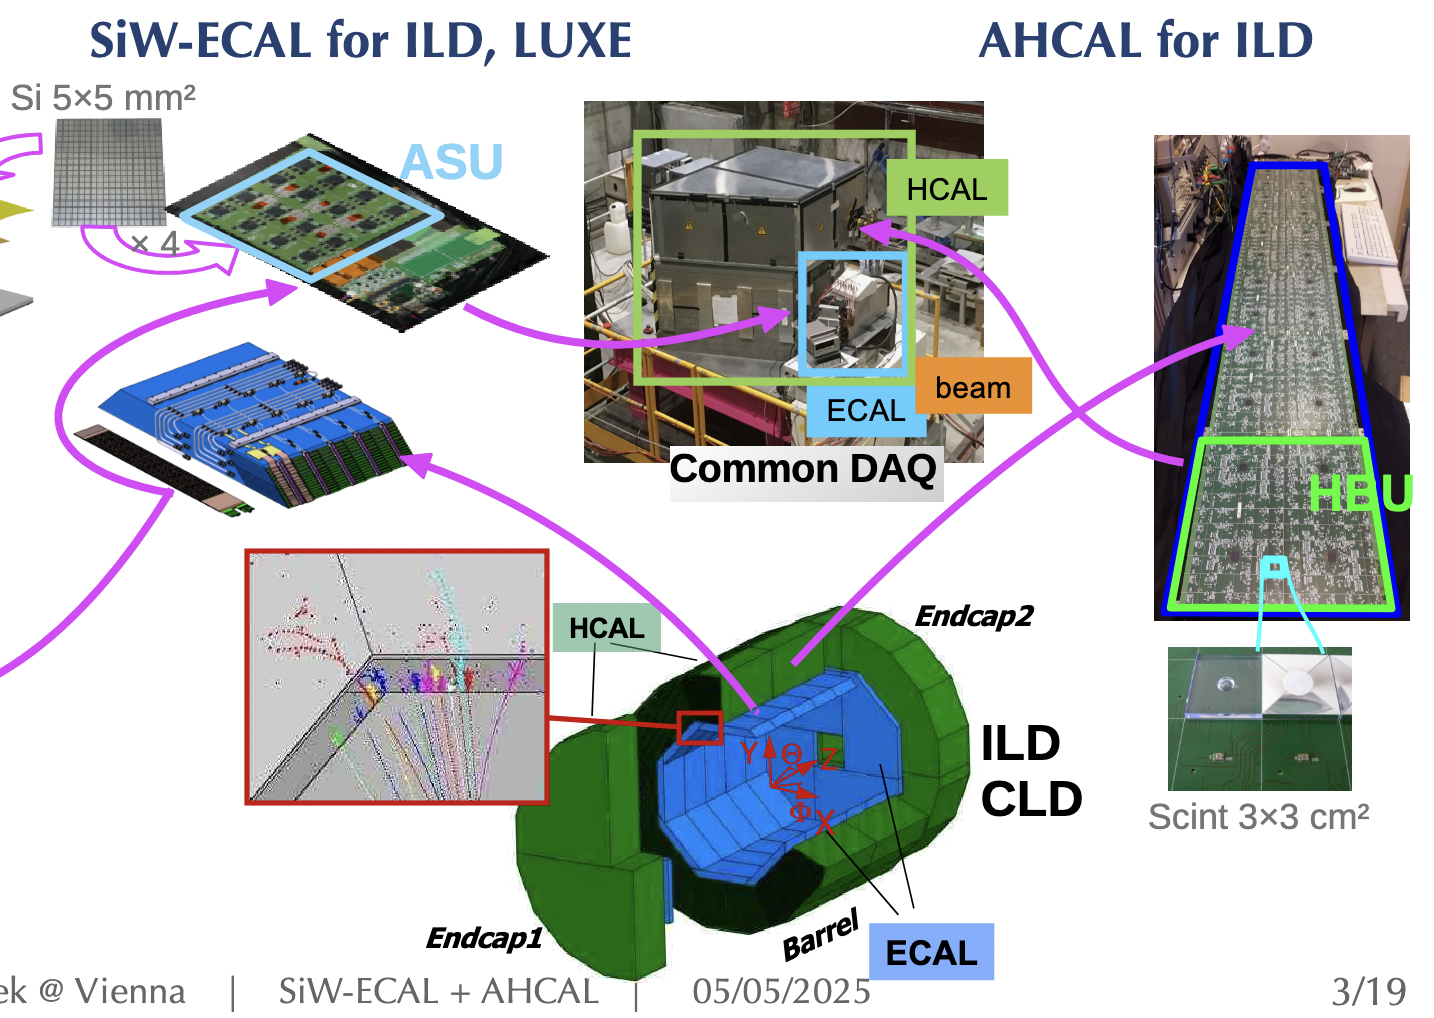 SiW-ECAL for ILD, LUXE
AHCAL for ILD
Si 5×5 mm²
ASU
× 4
HCAL
beam
ECAL
Common DAQ
HBU
HCAL
Endcap2
Y
Θ
Z
Φ
X
ILD
CLD
Scint 3×3 cm²
Endcap1
Barrel
ECAL
ek @ Vienna | SiW-ECAL + AHCAL | 05/05/2025 3/19